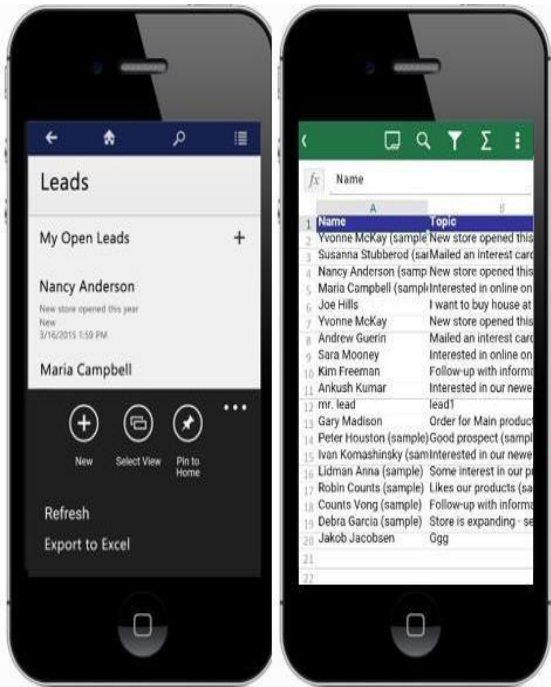 Leads
My Open Leads +
Nancy Anderson
New store opened this year
New
3/16/2015 1:59 PM
Maria Campbell
New Select View Pin to
Home
Refresh
Export to Excel
fx Name
A B
1 Name Topic
2 Yvonne McKay (sample New store opened this
3 Susanna Stubberod (sar Mailed an interest card
4 Nancy Anderson (samp New store opened this
5 Maria Campbell (sample Interested in online on
6 Joe Hills I want to buy house at
7 Yvonne McKay New store opened this
8 Andrew Guerin Mailed an interest card
9 Sara Mooney Interested in online on
10 Kim Freeman Follow-up with informa
11 Ankush Kumar Interested in our newe
12 mr. lead lead1
13 Gary Madison Order for Main product
14 Peter Houston (sample) Good prospect (sampl
15 Ivan Komashinsky (sam Interested in our newe
16 Lidman Anna (sample) Some interest in our pr
17 Robin Counts (sample) Likes our products (sa
18 Counts Vong (sample) Follow-up with informa
19 Debra Garcia (sample) Store is expanding - se
20 Jakob Jacobsen Ggg
21
22